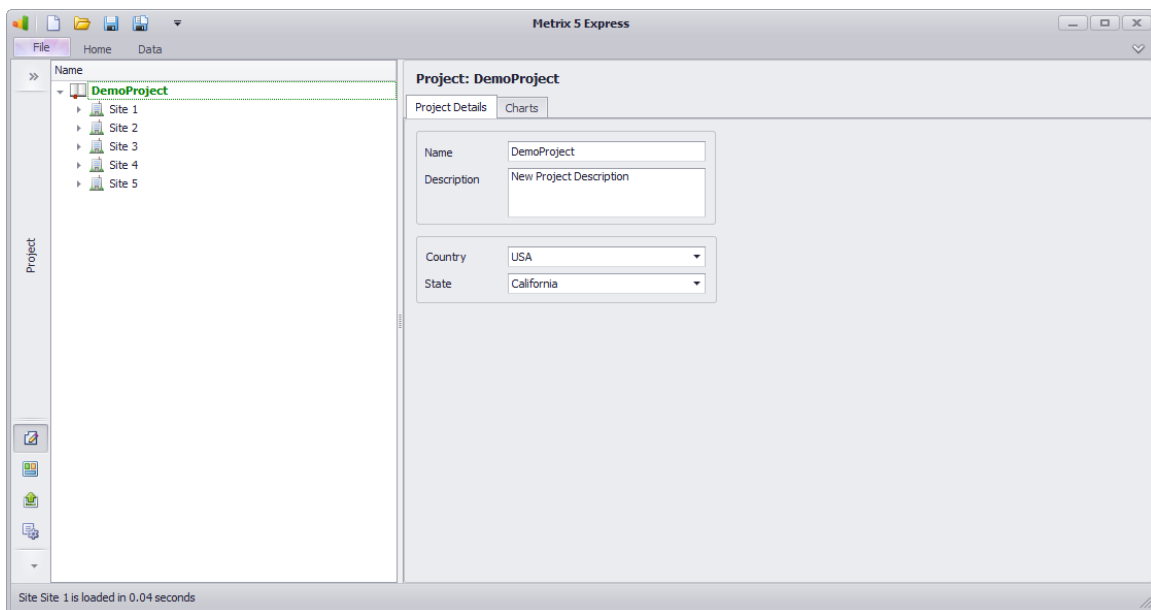 Metrix 5 Express
File Home Data
Name
DemoProject
Site 1
Site 2
Site 3
Site 4
Site 5
Project
Project: DemoProject
Project Details Charts
Name DemoProject
Description New Project Description
Country USA
State California
Site Site 1 is loaded in 0.04 seconds